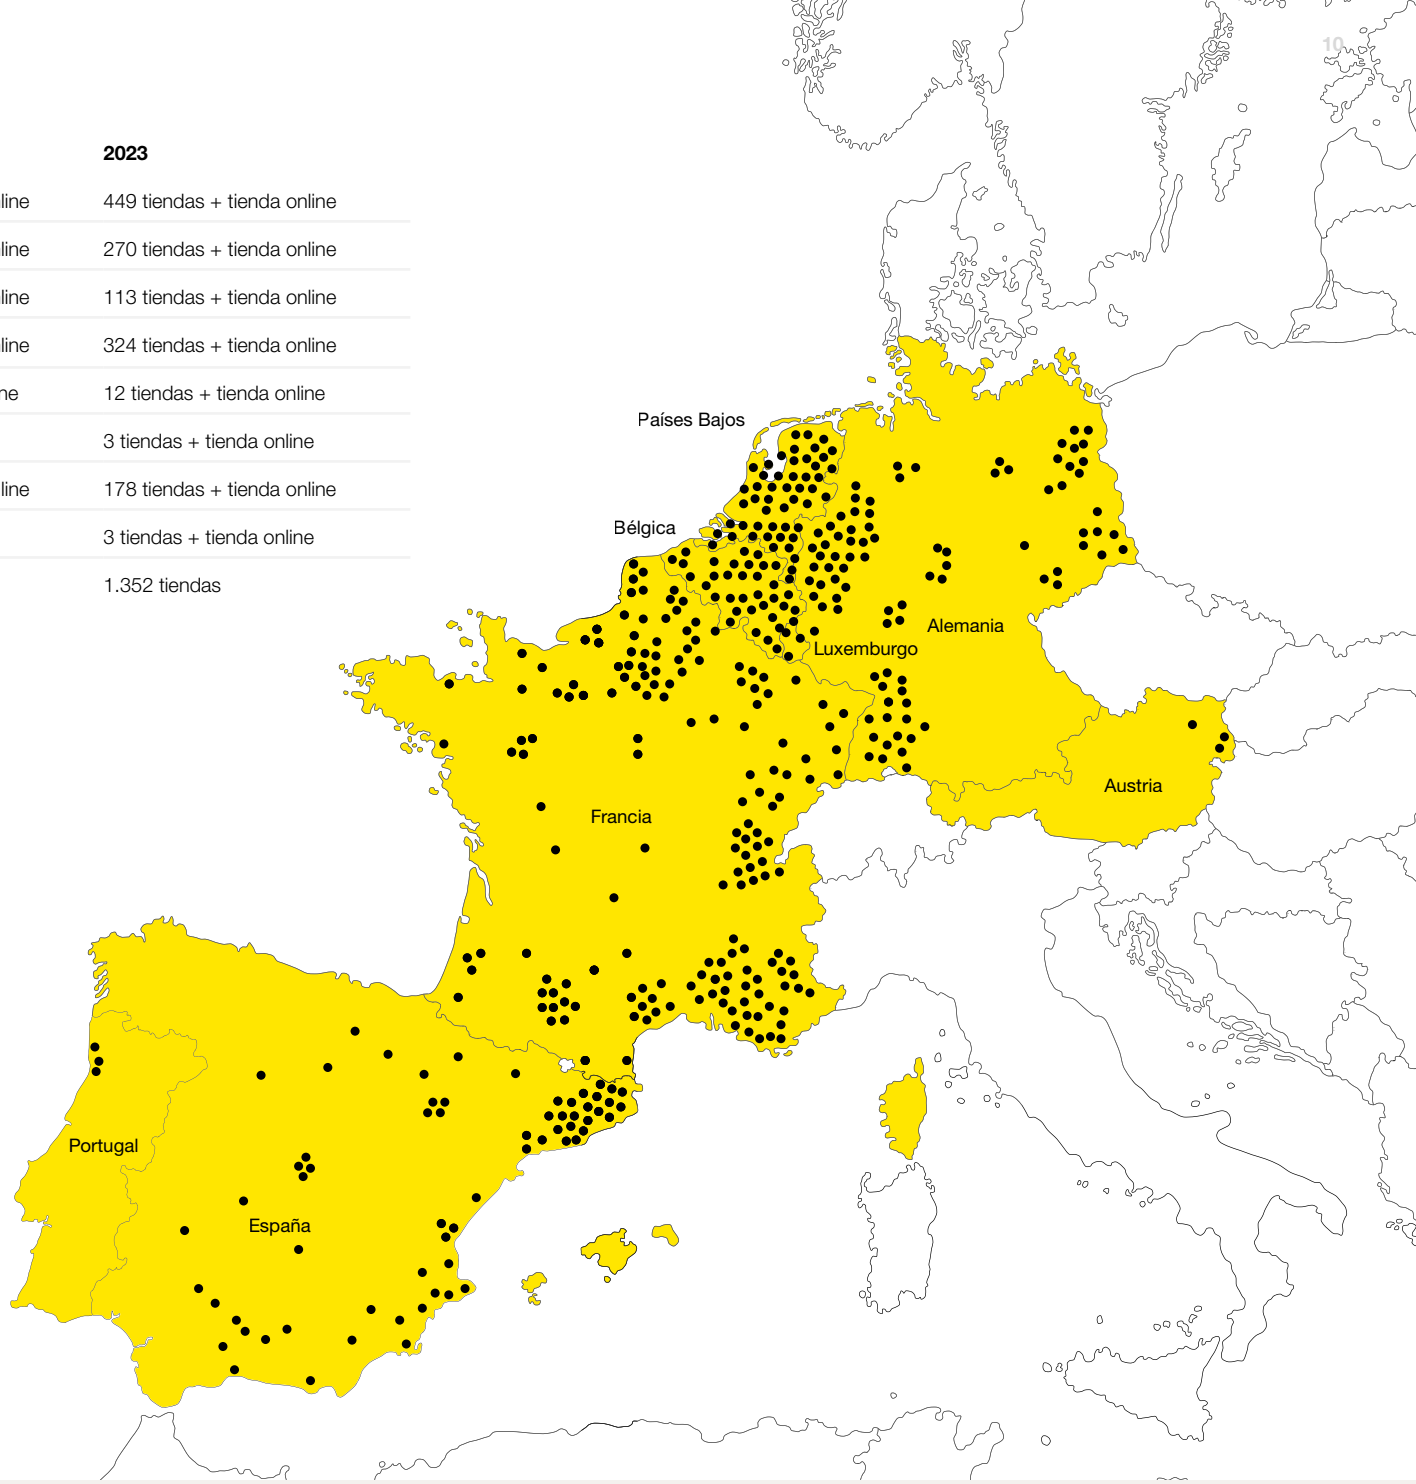 10
2023
line 449 tiendas + tienda online
line 270 tiendas + tienda online
line 113 tiendas + tienda online
line 324 tiendas + tienda online
ne 12 tiendas + tienda online
3 tiendas + tienda online
line 178 tiendas + tienda online
3 tiendas + tienda online
1.352 tiendas
Países Bajos
Bélgica
Alemania
Luxemburgo
Austria
Francia
Portugal
España